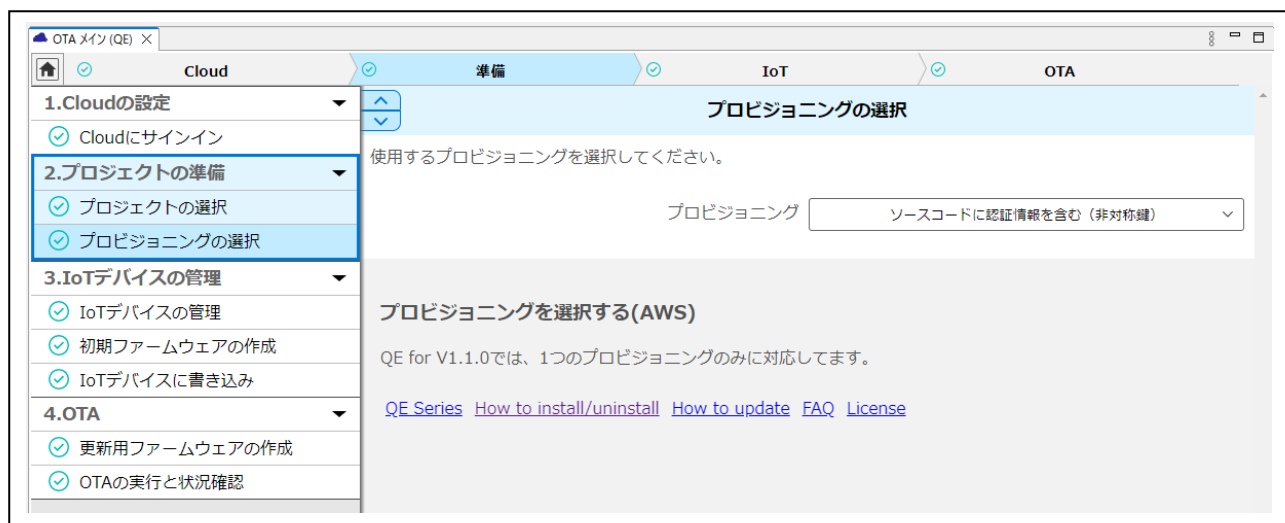 OTA メイン (QE)
Cloud 準備 IoT OTA
1.Cloudの設定
Cloudにサインイン
2.プロジェクトの準備
プロジェクトの選択
プロビジョニングの選択
3.IoTデバイスの管理
IoTデバイスの管理
初期ファームウェアの作成
IoTデバイスに書き込み
4.OTA
更新用ファームウェアの作成
OTAの実行と状況確認
プロビジョニングの選択
使用するプロビジョニングを選択してください。
プロビジョニング ソースコードに認証情報を含む（非対称鍵）
プロビジョニングを選択する(AWS)
QE for V1.1.0では、1つのプロビジョニングのみに対応してます。
QE Series How to install/uninstall How to update FAQ License